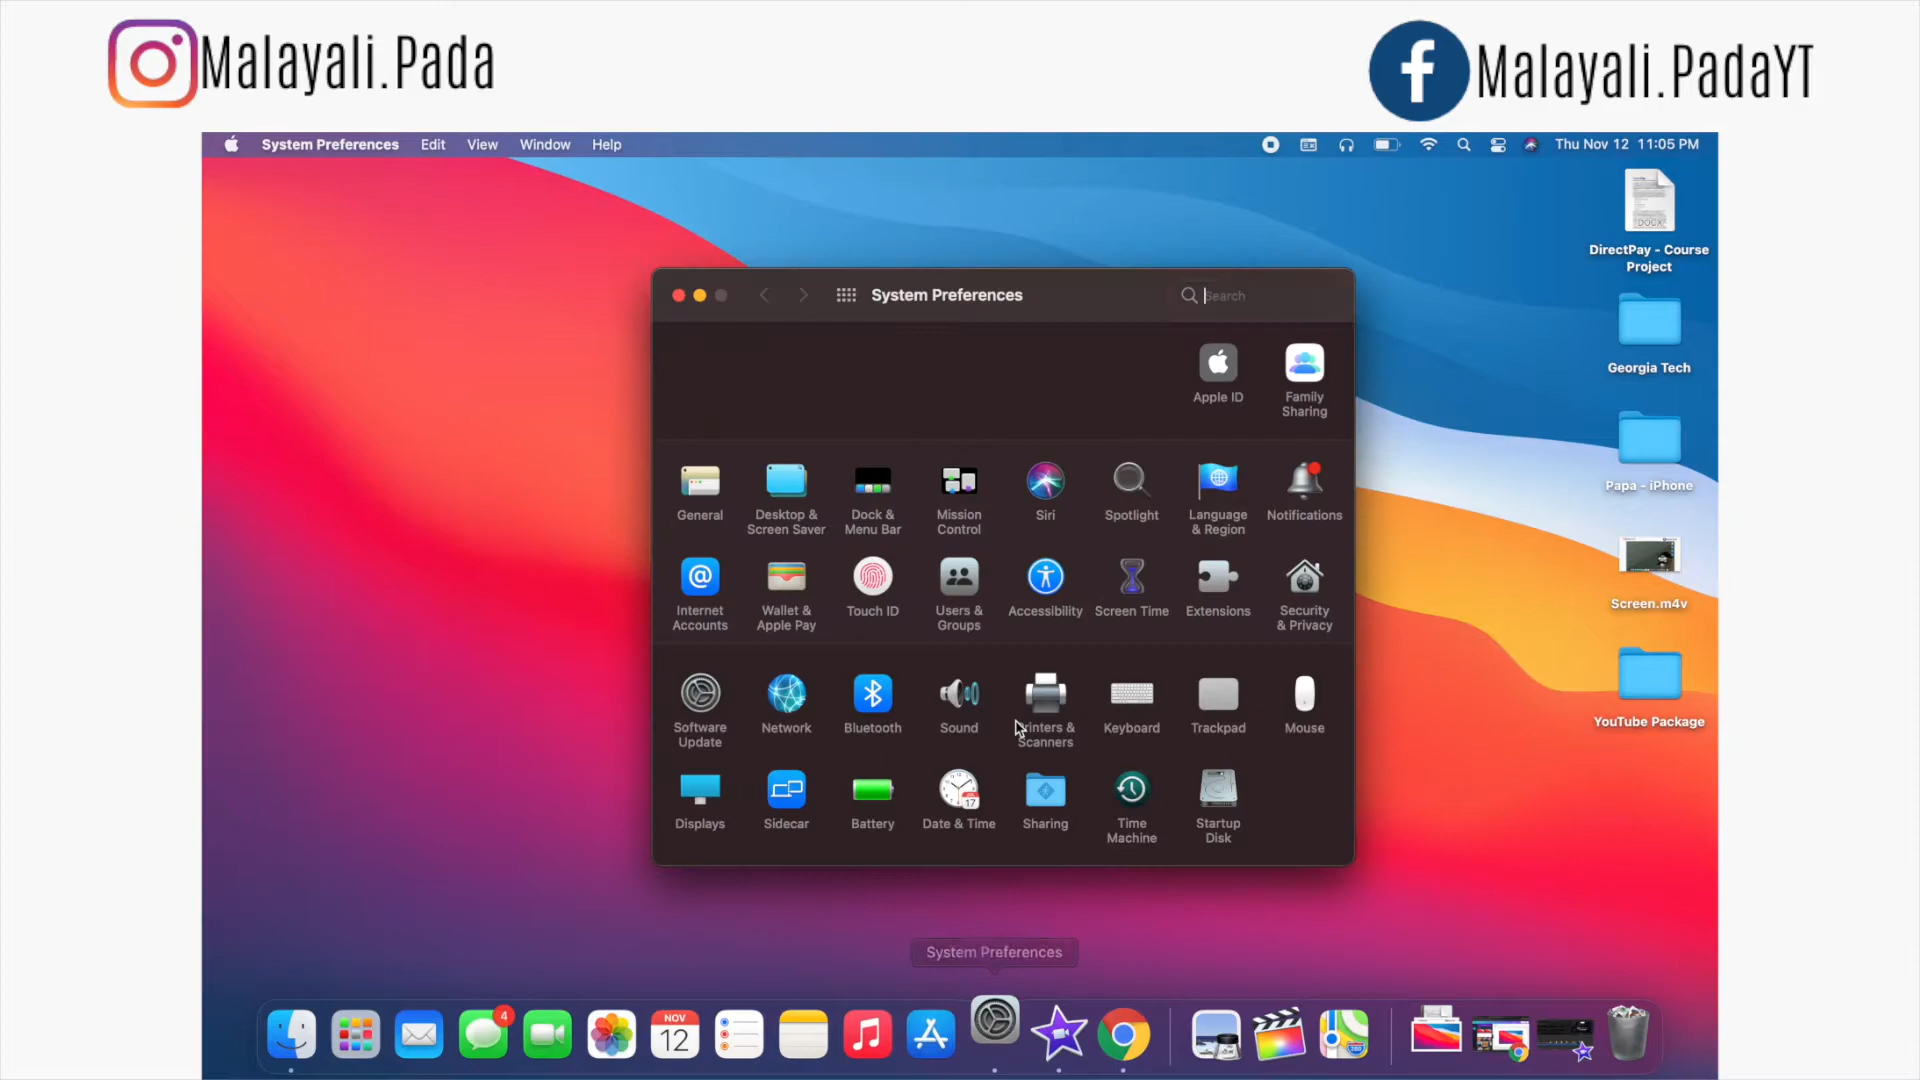 Malayali.Pada
Malayali.PadaYT
System Preferences Edit View Window Help
Thu Nov 12 11:05 PM
DOCX
DirectPay - Course
Project
Georgia Tech
Papa - iPhone
Screen.m4v
YouTube Package
System Preferences
Search
Apple ID
Family
Sharing
General
Desktop &
Screen Saver
Dock &
Menu Bar
Mission
Control
Siri
Spotlight
Language
& Region
Notifications
Internet
Accounts
Wallet &
Apple Pay
Touch ID
Users &
Groups
Accessibility
Screen Time
Extensions
Security
& Privacy
Software
Update
Network
Bluetooth
Sound
Printers &
Scanners
Keyboard
Trackpad
Mouse
Displays
Sidecar
Battery
17
Date & Time
Sharing
Time
Machine
Startup
Disk
System Preferences
4
NOV
12